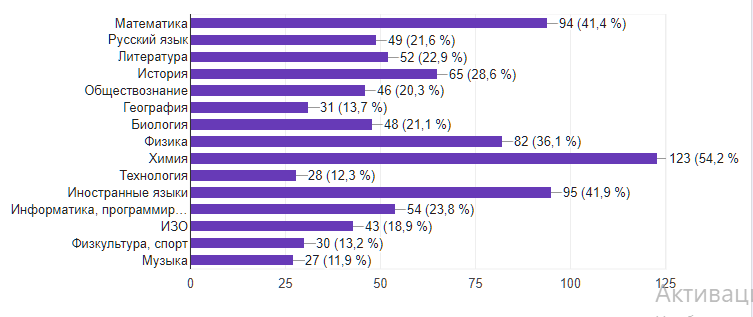 Математика 94 (41,4 %)
Русский язык 49 (21,6 %)
Литература 52 (22,9 %)
История 65 (28,6 %)
Обществознание 46 (20,3 %)
География 31 (13,7 %)
Биология 48 (21,1 %)
Физика 82 (36,1 %)
Химия 123 (54,2 %
Технология 28 (12,3 %)
Иностранные языки 95 (41,9 %)
Информатика, программир... 54 (23,8 %)
ИЗО 43 (18,9 %)
Физкультура, спорт 30 (13,2 %)
Музыка 27 (11,9 %)
0 25 50 75 100 125
Активаци